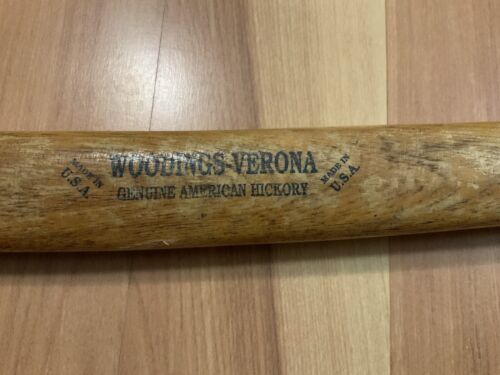 MADE IN
U.S.A.
WOODINGS-VERONA
GENUINE AMERICAN HICKORY
MADE IN
U.S.A.